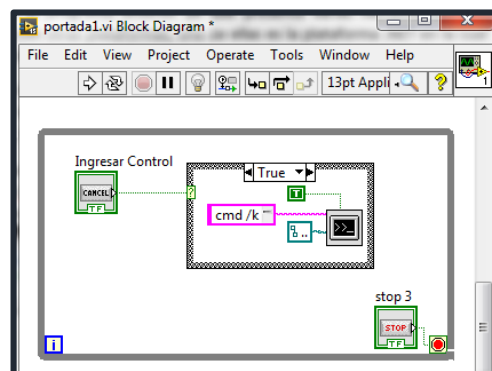 portada1.vi Block Diagram *
File Edit View Project Operate Tools Window Help
13pt Appli
?
1
Ingresar Control
CANCEL
TF
?
True
T
cmd /k "
stop 3
STOP
TF
i